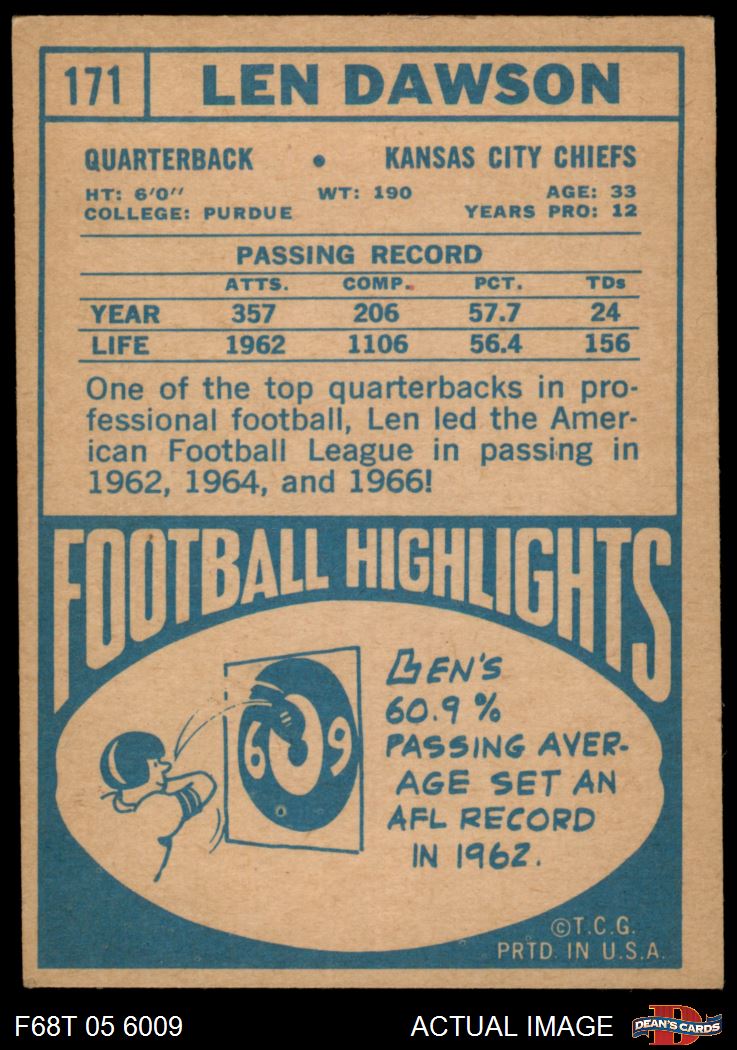 171 LEN DAWSON
QUARTERBACK • KANSAS CITY CHIEFS
HT: 6'0'' WT: 190 AGE: 33
COLLEGE: PURDUE YEARS PRO: 12
PASSING RECORD
ATTS. COMP. PCT. TDs
YEAR 357 206 57.7 24
LIFE 1962 1106 56.4 156
One of the top quarterbacks in pro-
fessional football, Len led the Amer-
ican Football League in passing in
1962, 1964, and 1966!
FOOTBALL HIGHLIGHTS
6 0 9
LEN'S
60.9 %
PASSING AVER-
AGE SET AN
AFL RECORD
IN 1962.
©T.C.G.
PRTD. IN U.S.A.
F68T 05 6009 ACTUAL IMAGE D DEAN'S CARDS